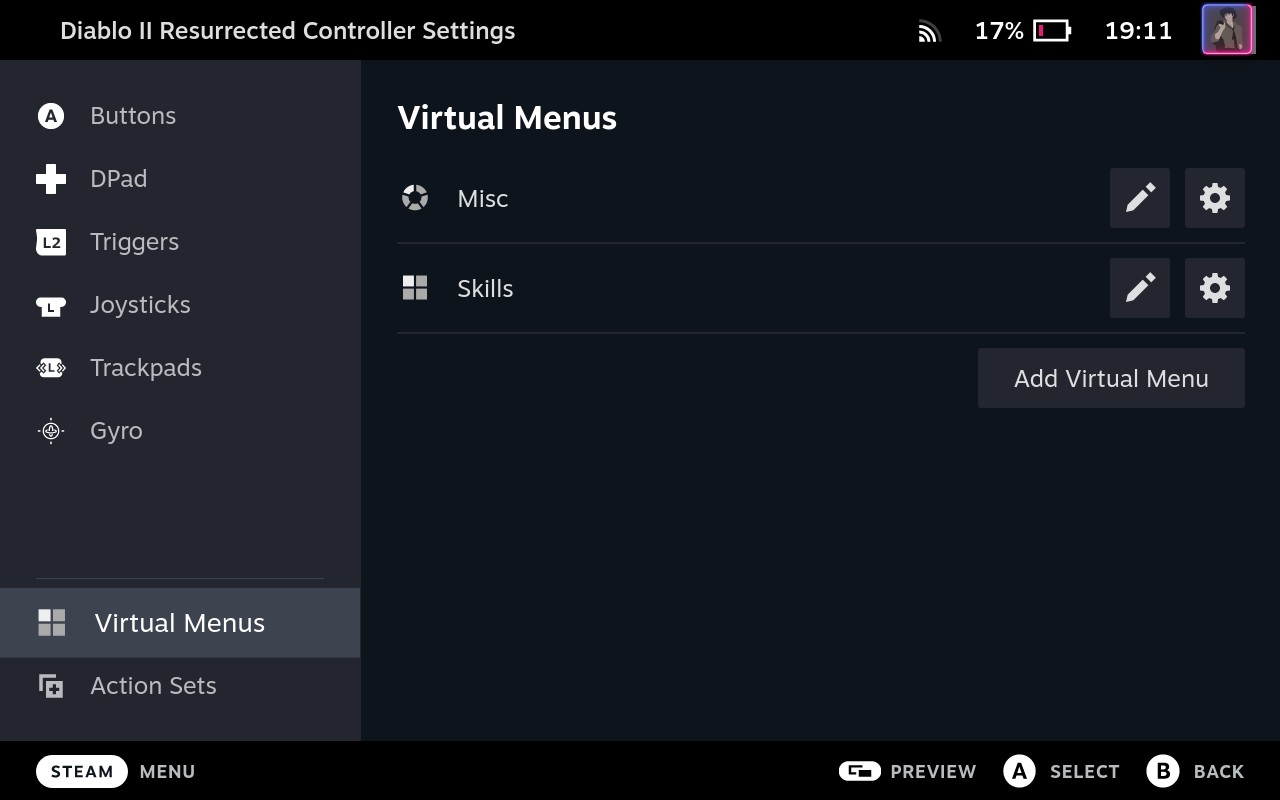 Diablo II Resurrected Controller Settings
17%
19:11
A Buttons
DPad
L2 Triggers
L Joysticks
L Trackpads
Gyro
Virtual Menus
Action Sets
Virtual Menus
Misc
Skills
Add Virtual Menu
STEAM MENU
PREVIEW
A SELECT
B BACK